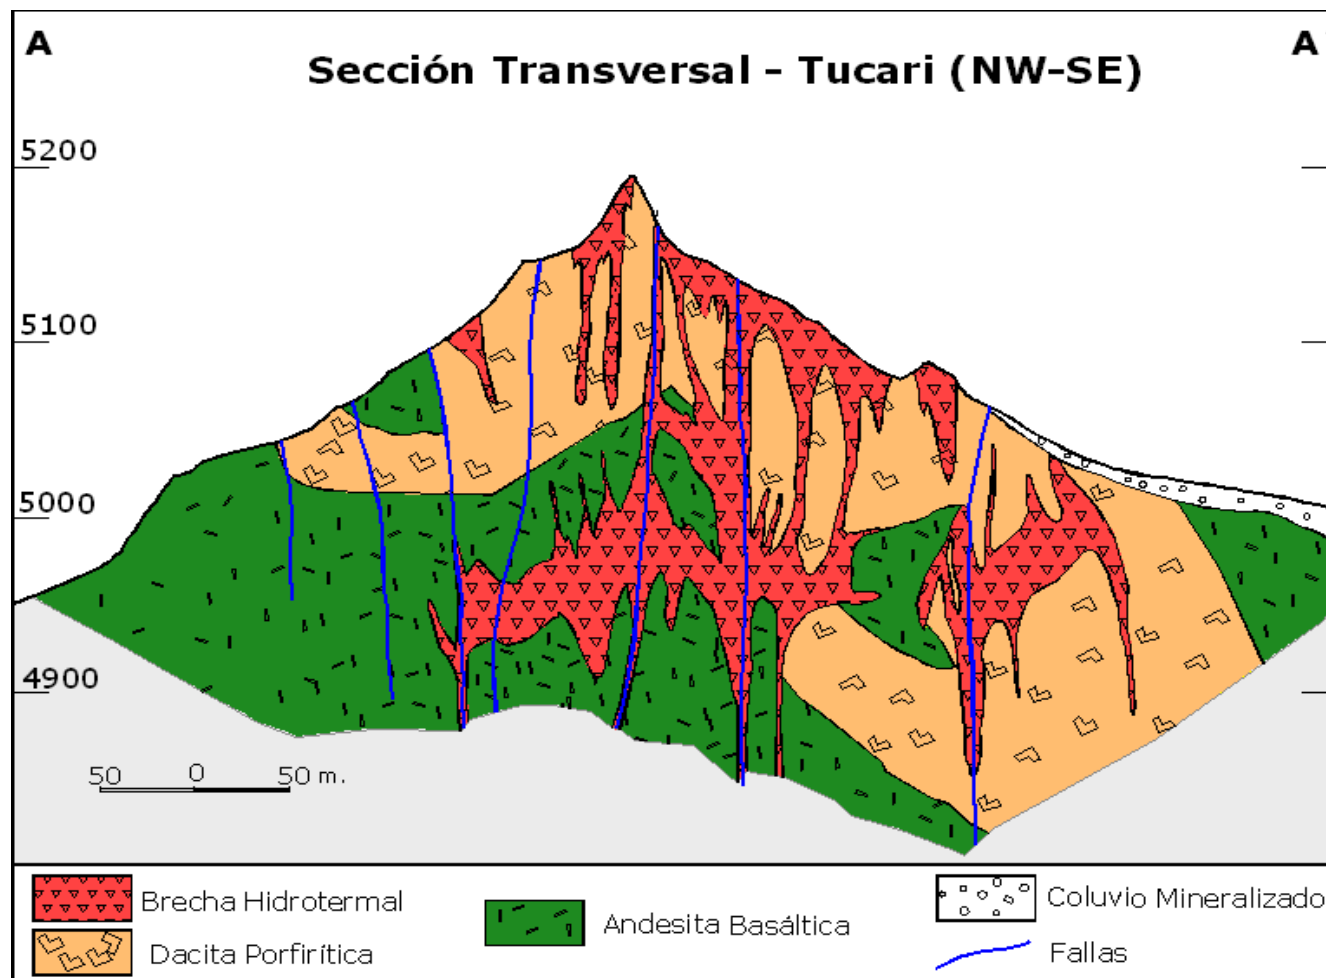 A
A'
Sección Transversal - Tucari (NW-SE)
5200
5100
5000
4900
50 0 50 m.
Brecha Hidrotermal
Dacita Porfirítica
Andesita Basáltica
Coluvio Mineralizado
Fallas